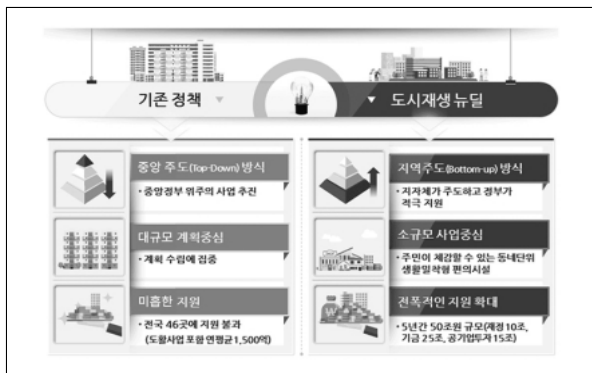 기존 정책
도시재생 뉴딜
중앙 주도(Top-Down) 방식
• 중앙정부 위주의 사업 추진
대규모 계획중심
• 계획 수립에 집중
미흡한 지원
• 전국 46곳에 지원 불과
(도활사업 포함 연평균 1,500억)
지역주도(Bottom-up) 방식
• 지자체가 주도하고 정부가
적극 지원
소규모 사업중심
• 주민이 체감할 수 있는 동네단위
생활밀착형 편의시설
전폭적인 지원 확대
• 5년간 50조원 규모(재정 10조,
기금 25조, 공기업투자 15조)